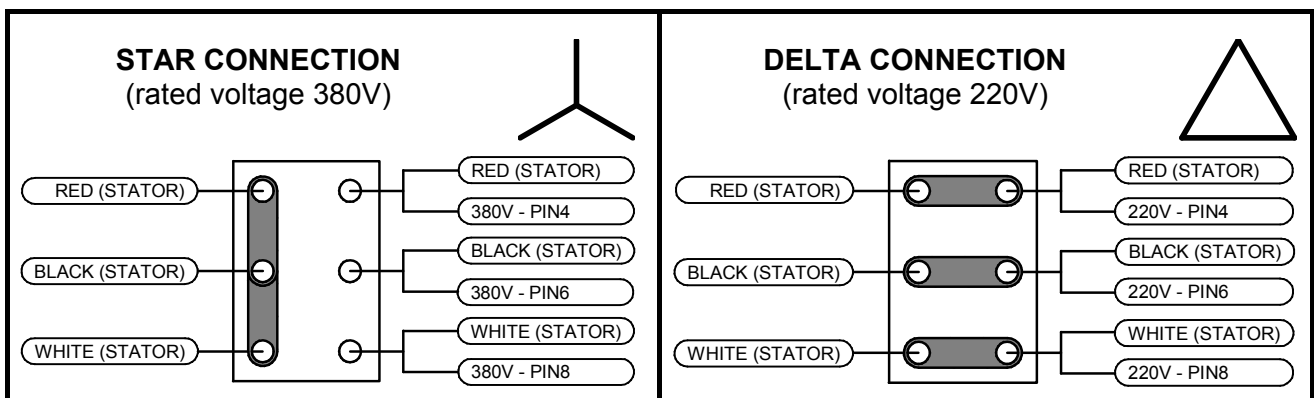 STAR CONNECTION
(rated voltage 380V)
RED (STATOR)
RED (STATOR)
380V - PIN4
BLACK (STATOR)
BLACK (STATOR)
380V - PIN6
WHITE (STATOR)
WHITE (STATOR)
380V - PIN8
DELTA CONNECTION
(rated voltage 220V)
RED (STATOR)
RED (STATOR)
220V - PIN4
BLACK (STATOR)
BLACK (STATOR)
220V - PIN6
WHITE (STATOR)
WHITE (STATOR)
220V - PIN8